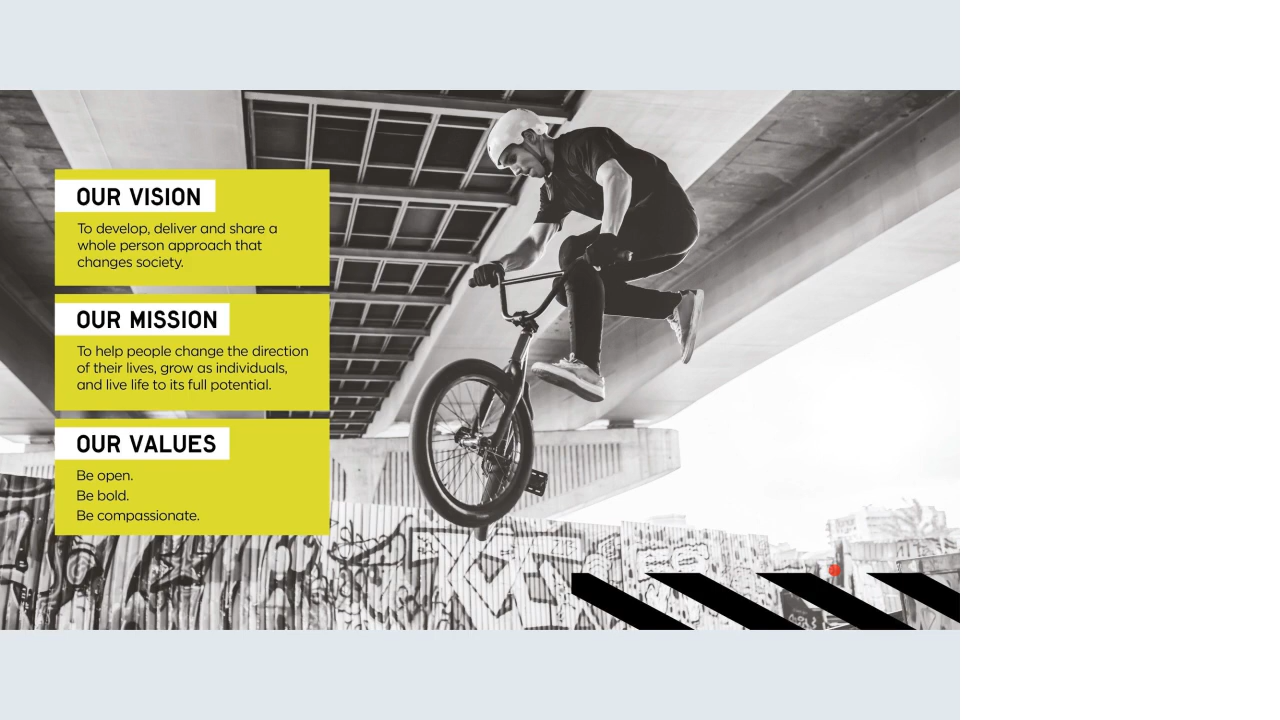 OUR VISION
To develop, deliver and share a
whole person approach that
changes society.
OUR MISSION
To help people change the direction
of their lives, grow as individuals,
and live life to its full potential.
OUR VALUES
Be open.
Be bold.
Be compassionate.